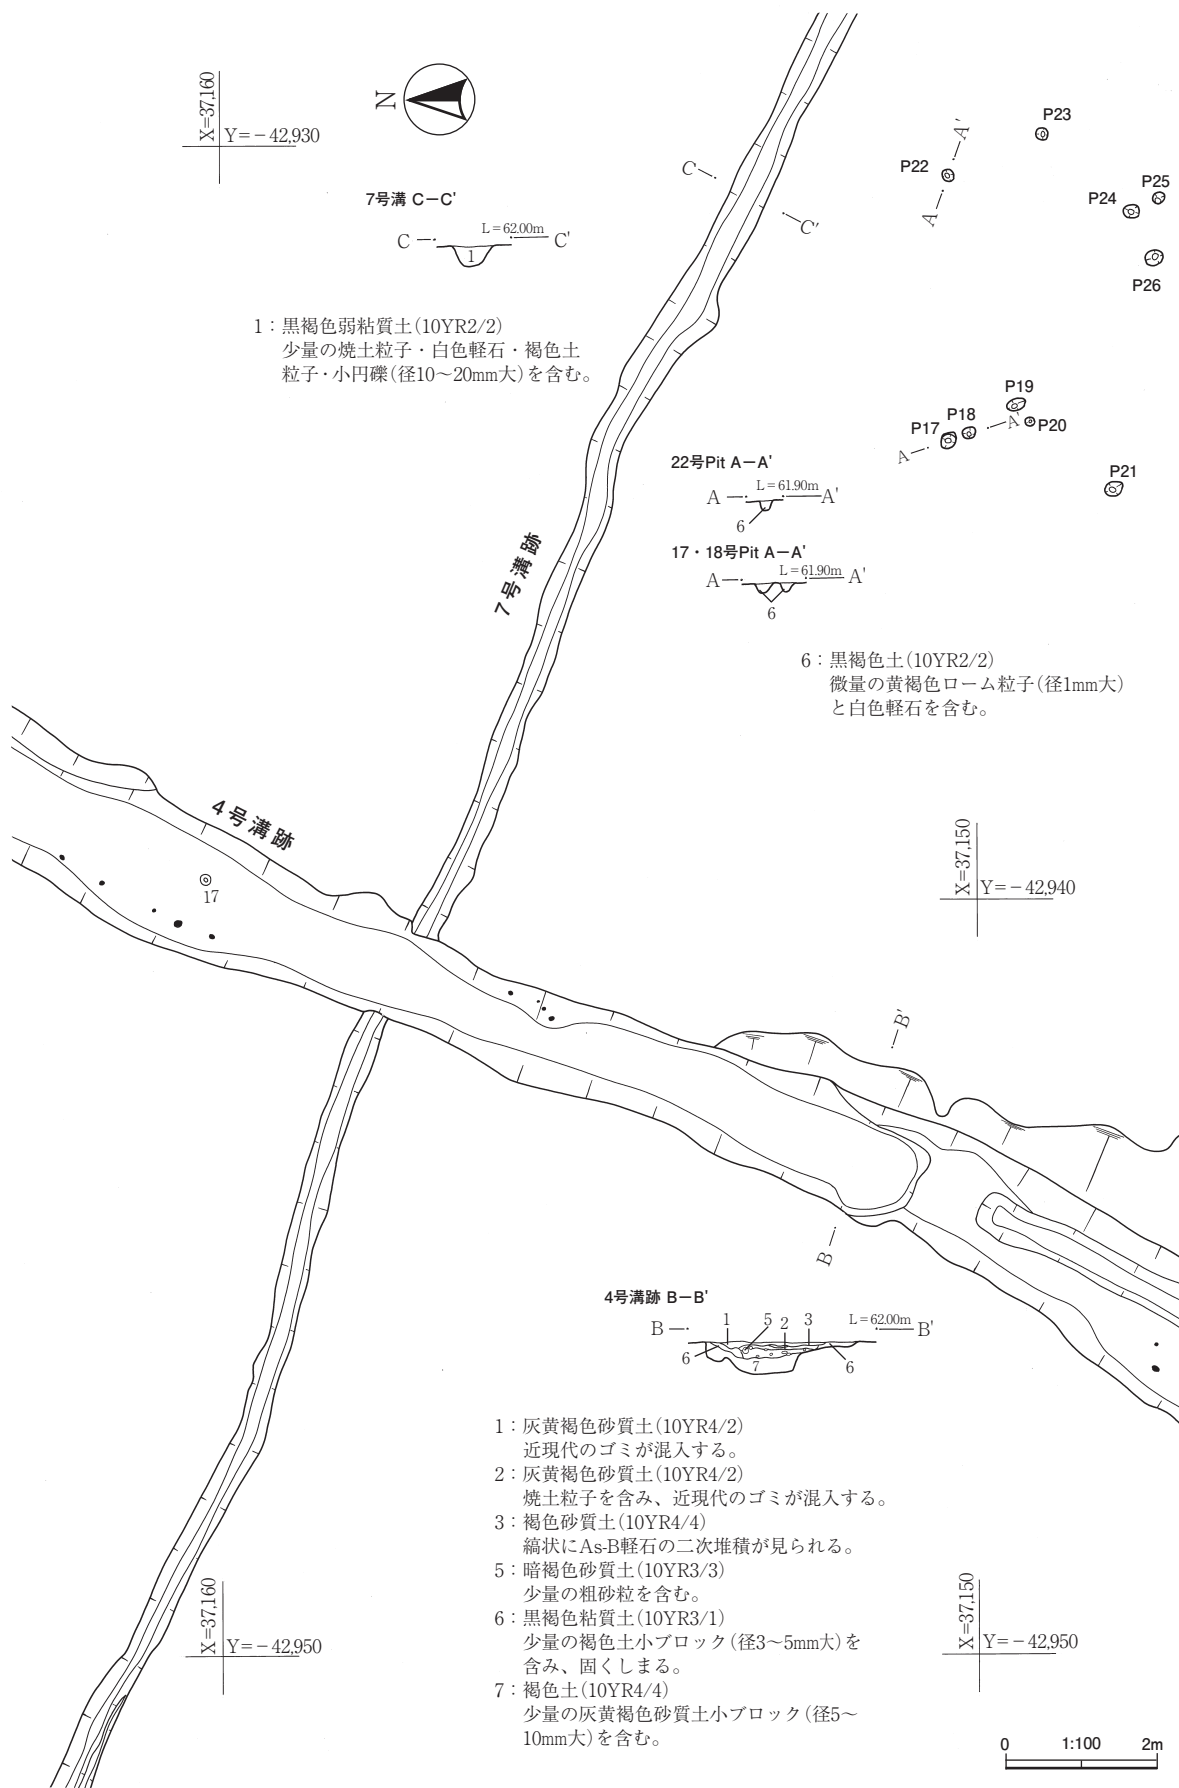 X=37,160
Y=－42,930
N
7号溝 C－C'
C
L=62.00m
C'
1
1：黒褐色弱粘質土(10YR2/2)
少量の焼土粒子・白色軽石・褐色土
粒子・小円礫(径10～20mm大)を含む。
C
C'
P23
A'
P22
A
P25
P24
P26
P19
P18
P17
A'
P20
A
P21
22号Pit A－A'
A
L=61.90m
A'
6
17・18号Pit A－A'
A
L=61.90m
A'
6
7号溝跡
6：黒褐色土(10YR2/2)
微量の黄褐色ローム粒子(径1mm大)
と白色軽石を含む。
4号溝跡
17
X=37,150
Y=－42,940
B'
B
4号溝跡 B－B'
B
1
5
2
3
L=62.00m
B'
6
7
6
1：灰黄褐色砂質土(10YR4/2)
近現代のゴミが混入する。
2：灰黄褐色砂質土(10YR4/2)
焼土粒子を含み、近現代のゴミが混入する。
3：褐色砂質土(10YR4/4)
縞状にAs-B軽石の二次堆積が見られる。
5：暗褐色砂質土(10YR3/3)
少量の粗砂粒を含む。
6：黒褐色粘質土(10YR3/1)
少量の褐色土小ブロック(径3～5mm大)を
含み、固くしまる。
7：褐色土(10YR4/4)
少量の灰黄褐色砂質土小ブロック(径5～
10mm大)を含む。
X=37,160
Y=－42,950
X=37,150
Y=－42,950
0
1:100
2m